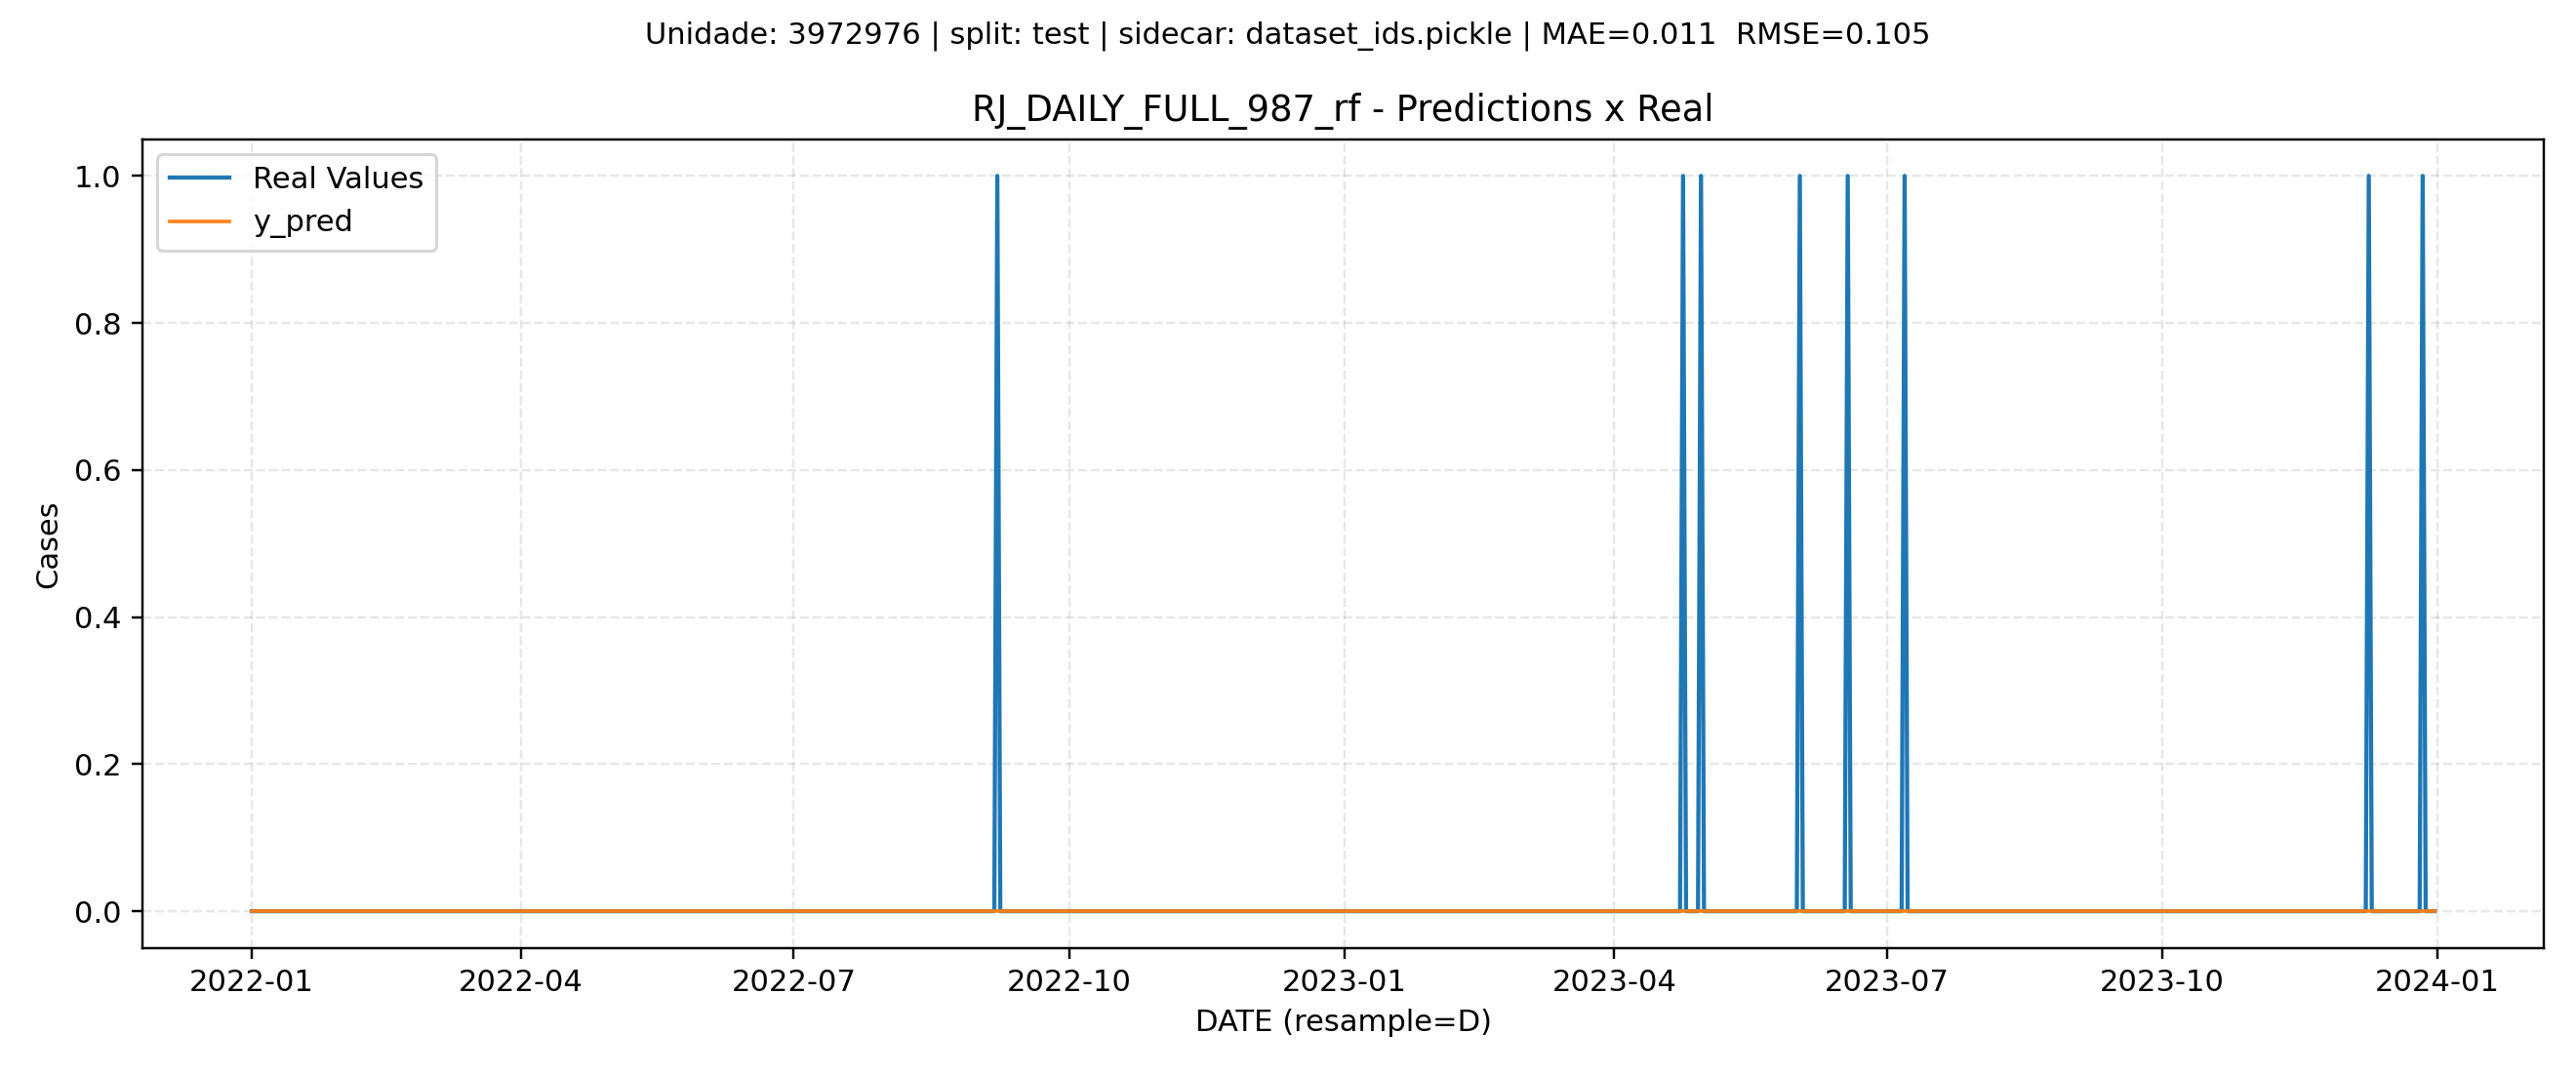 Unidade: 3972976 | split: test | sidecar: dataset_ids.pickle | MAE=0.011  RMSE=0.105
RJ_DAILY_FULL_987_rf - Predictions x Real
Real Values
y_pred
1.0
0.8
0.6
0.4
0.2
0.0
Cases
2022-01
2022-04
2022-07
2022-10
2023-01
2023-04
2023-07
2023-10
2024-01
DATE (resample=D)